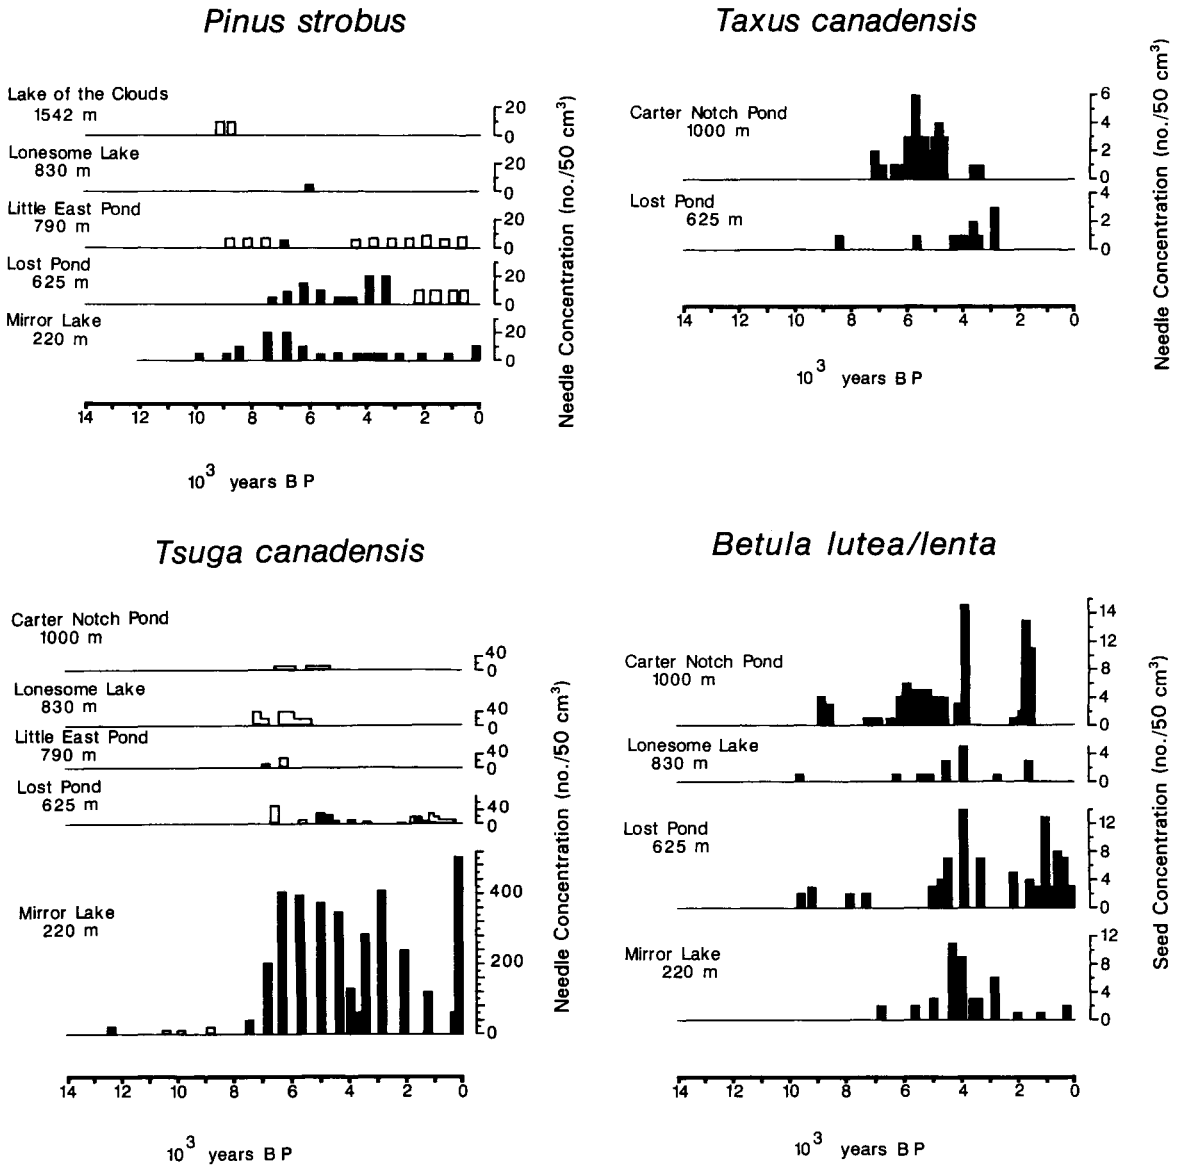 Pinus strobus
Lake of the Clouds
1542 m
20
0
Lonesome Lake
830 m
20
0
Little East Pond
790 m
20
0
Lost Pond
625 m
20
0
Mirror Lake
220 m
20
0
Needle Concentration (no./50 cm³)
14 12 10 8 6 4 2 0
10³ years B P
Taxus canadensis
Carter Notch Pond
1000 m
6
4
2
0
Lost Pond
625 m
4
2
0
Needle Concentration (no./50 cm³)
14 12 10 8 6 4 2 0
10³ years B P
Tsuga canadensis
Carter Notch Pond
1000 m
40
0
Lonesome Lake
830 m
40
0
Little East Pond
790 m
40
0
Lost Pond
625 m
40
0
Mirror Lake
220 m
400
200
0
Needle Concentration (no./50 cm³)
14 12 10 8 6 4 2 0
10³ years B P
Betula lutea/lenta
Carter Notch Pond
1000 m
14
12
8
4
0
Lonesome Lake
830 m
4
0
Lost Pond
625 m
12
8
4
0
Mirror Lake
220 m
12
8
4
0
Seed Concentration (no./50 cm³)
14 12 10 8 6 4 2 0
10³ years B P